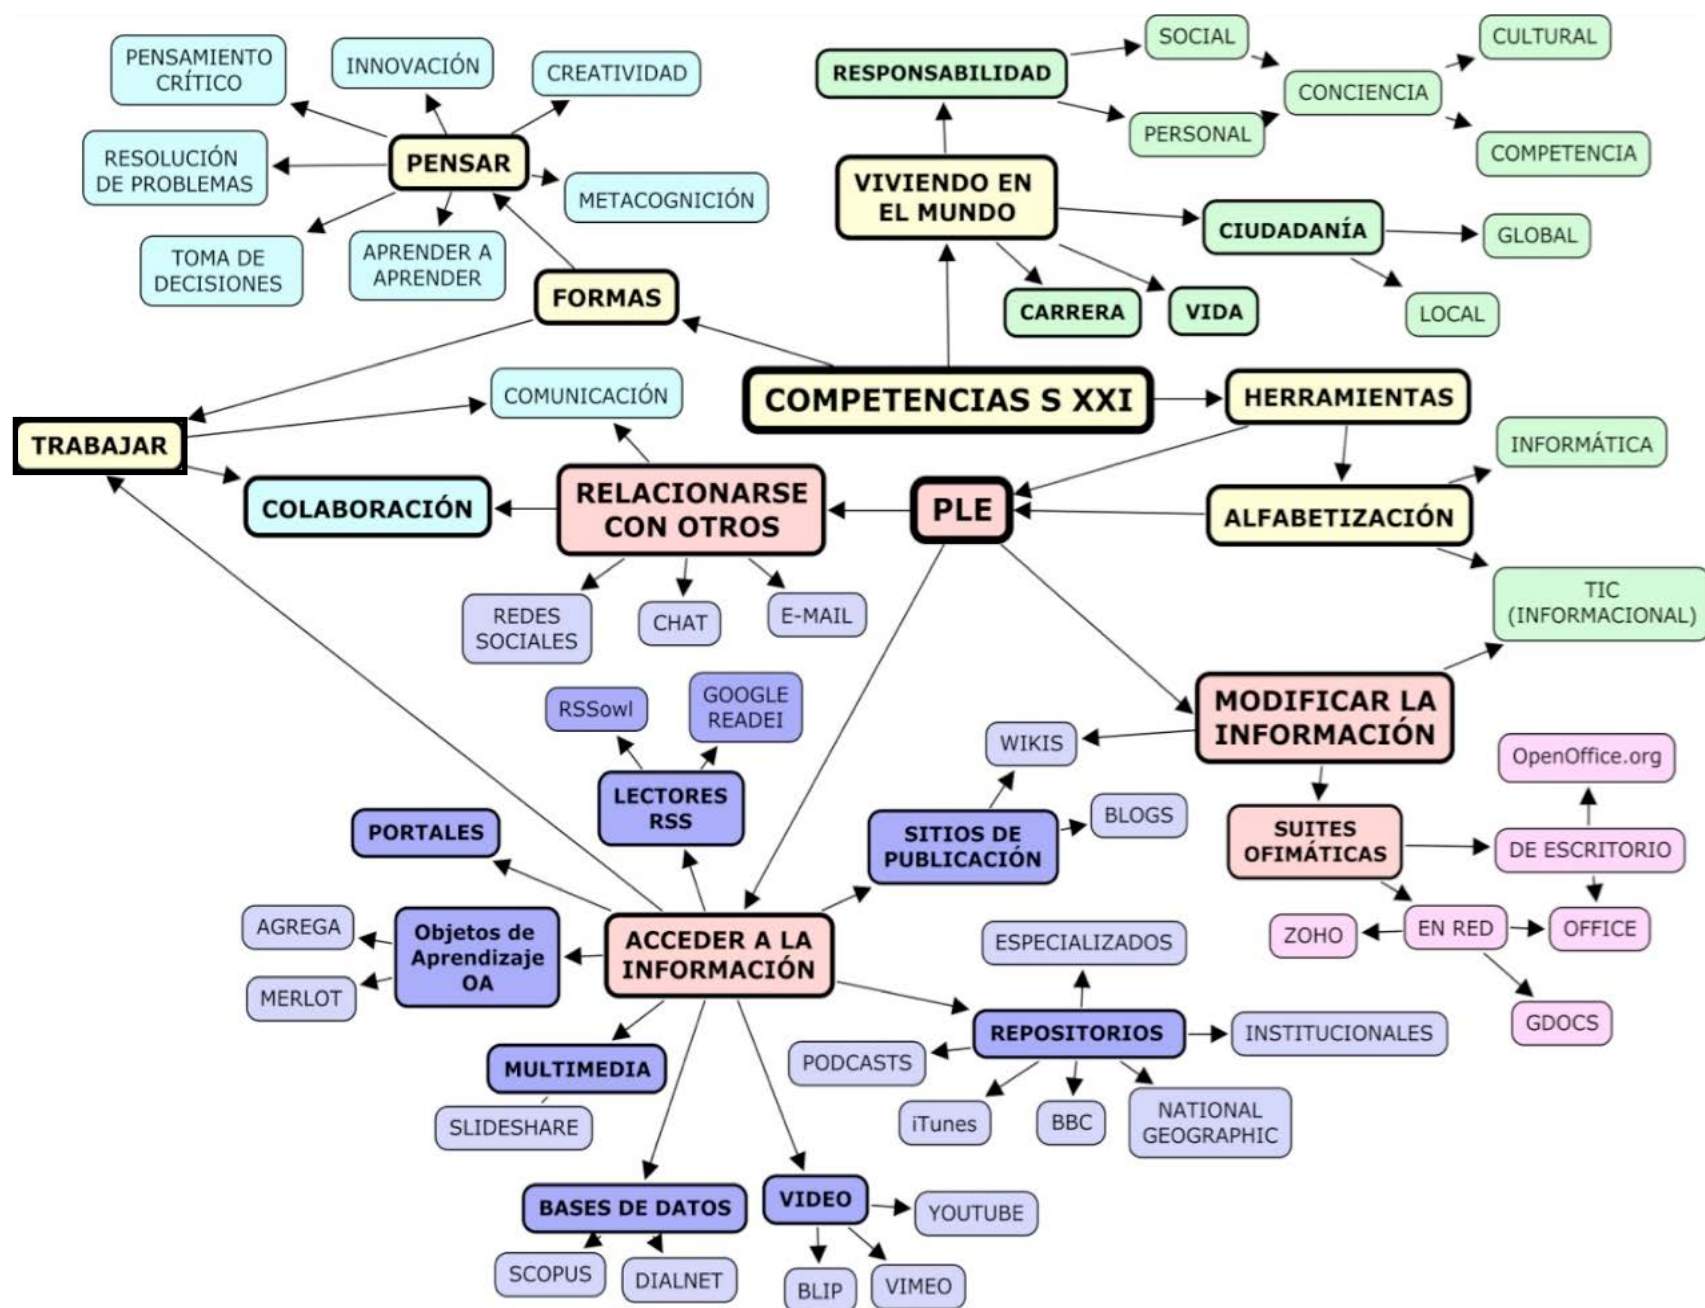 PENSAMIENTO
CRÍTICO
INNOVACIÓN
CREATIVIDAD
RESOLUCIÓN
DE PROBLEMAS
PENSAR
METACOGNICIÓN
TOMA DE
DECISIONES
APRENDER A
APRENDER
FORMAS
RESPONSABILIDAD
SOCIAL
PERSONAL
CONCIENCIA
CULTURAL
COMPETENCIA
VIVIENDO EN
EL MUNDO
CIUDADANÍA
GLOBAL
LOCAL
CARRERA
VIDA
COMPETENCIAS S XXI
HERRAMIENTAS
COMUNICACIÓN
TRABAJAR
COLABORACIÓN
RELACIONARSE
CON OTROS
PLE
ALFABETIZACIÓN
INFORMÁTICA
TIC
(INFORMACIONAL)
REDES
SOCIALES
CHAT
E-MAIL
RSSowl
GOOGLE
READEI
LECTORES
RSS
PORTALES
WIKIS
SITIOS DE
PUBLICACIÓN
BLOGS
MODIFICAR LA
INFORMACIÓN
OpenOffice.org
SUITES
OFIMÁTICAS
DE ESCRITORIO
ZOHO
EN RED
OFFICE
GDOCS
AGREGA
MERLOT
Objetos de
Aprendizaje
OA
ACCEDER A LA
INFORMACIÓN
ESPECIALIZADOS
REPOSITORIOS
INSTITUCIONALES
PODCASTS
iTunes
BBC
NATIONAL
GEOGRAPHIC
MULTIMEDIA
SLIDESHARE
BASES DE DATOS
SCOPUS
DIALNET
VIDEO
YOUTUBE
BLIP
VIMEO